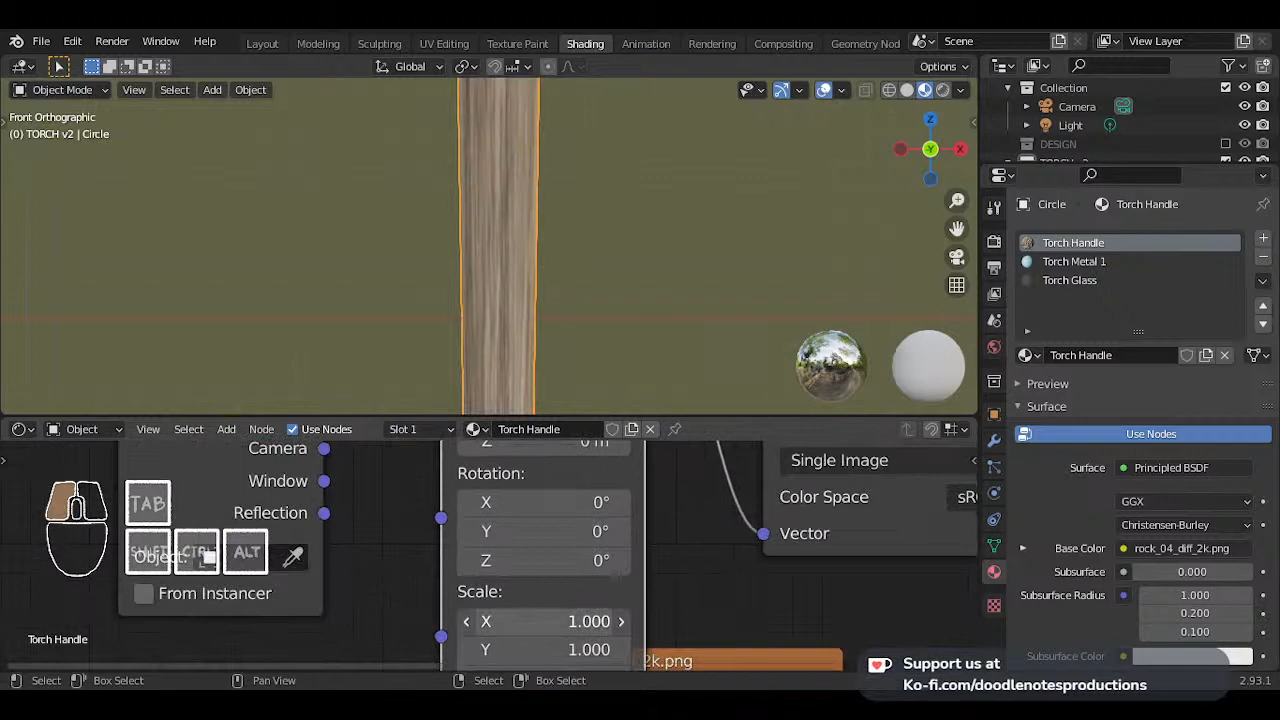 File Edit Render Window Help Layout Modeling Sculpting UV Editing Texture Paint Shading Animation Rendering Compositing Geometry Nod Scene View Layer
Global Options
Object Mode View Select Add Object
Front Orthographic
(0) TORCH v2 | Circle
Z
X
Y
Collection
Camera
Light
DESIGN
Circle Torch Handle
Torch Handle
Torch Metal 1
Torch Glass
Torch Handle
Preview
Surface
Use Nodes
Surface Principled BSDF
GGX
Christensen-Burley
Base Color rock_04_diff_2k.png
Subsurface 0.000
Subsurface Radius 1.000
0.200
0.100
Subsurface Color
Object View Select Add Node Use Nodes Slot 1 Torch Handle
Camera
Window
Reflection
Object:
From Instancer
TAB
SHIFT CTRL ALT
Torch Handle
Z 0 m
Rotation:
X 0°
Y 0°
Z 0°
Scale:
X 1.000
Y 1.000
Single Image
Color Space sR
Vector
2k.png
Select Box Select Pan View Select Box Select 2.93.1
Support us at
Ko-fi.com/doodlenotesproductions